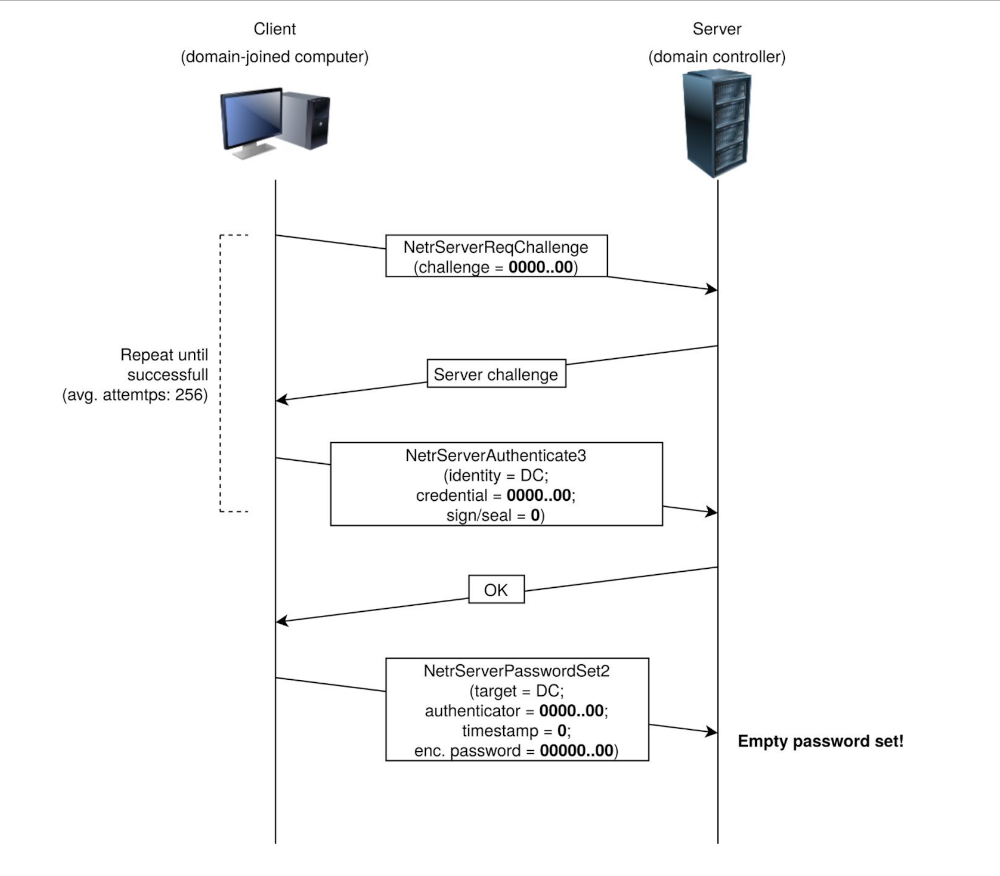 Client
(domain-joined computer)
Server
(domain controller)
NetrServerReqChallenge
(challenge = 0000..00)
Repeat until
successfull
(avg. attemtps: 256)
Server challenge
NetrServerAuthenticate3
(identity = DC;
credential = 0000..00;
sign/seal = 0)
OK
NetrServerPasswordSet2
(target = DC;
authenticator = 0000..00;
timestamp = 0;
enc. password = 00000..00)
Empty password set!